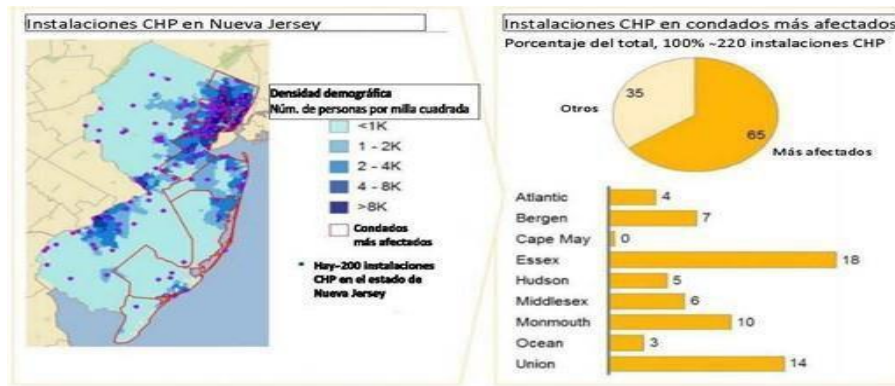 Instalaciones CHP en Nueva Jersey
Densidad demográfica
Núm. de personas por milla cuadrada
<1K
1 - 2K
2 - 4K
4 - 8K
>8K
Condados
más afectados
Hay~200 instalaciones
CHP en el estado de
Nueva Jersey
Instalaciones CHP en condados más afectados
Porcentaje del total, 100% ~220 instalaciones CHP
Otros
35
65
Más afectados
Atlantic 4
Bergen 7
Cape May 0
Essex 18
Hudson 5
Middlesex 6
Monmouth 10
Ocean 3
Union 14